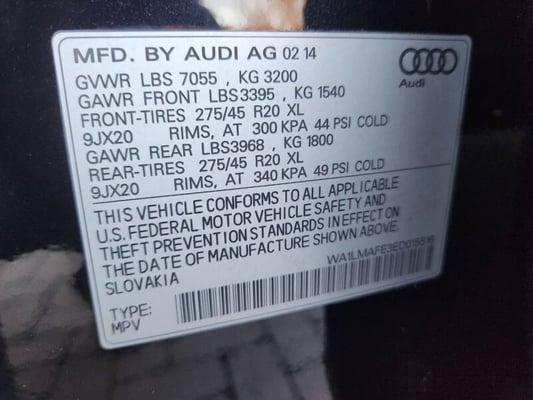 MFD. BY AUDI AG 02 14
GVWR LBS 7055 , KG 3200
GAWR FRONT LBS3395 , KG 1540
FRONT-TIRES 275/45 R20 XL
9JX20 RIMS, AT 300 KPA 44 PSI COLD
GAWR REAR LBS3968 , KG 1800
REAR-TIRES 275/45 R20 XL
9JX20 RIMS, AT 340 KPA 49 PSI COLD
Audi
THIS VEHICLE CONFORMS TO ALL APPLICABLE
U.S. FEDERAL MOTOR VEHICLE SAFETY AND
THEFT PREVENTION STANDARDS IN EFFECT ON
THE DATE OF MANUFACTURE SHOWN ABOVE.
SLOVAKIA
WA1LMAFE3ED015516
TYPE:
MPV